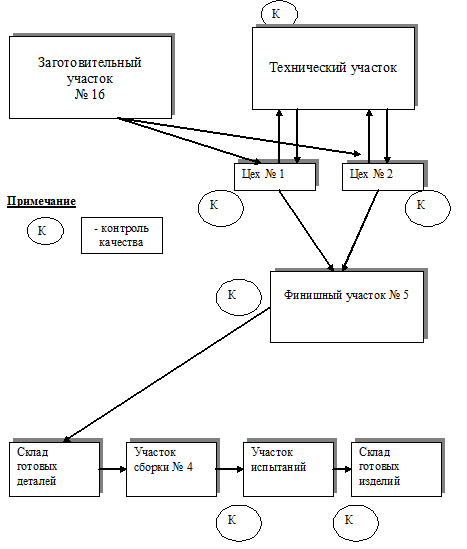 К
Заготовительный
участок
№ 16
Технический участок
Цех № 1
Цех № 2
К
К
Примечание
К
- контроль
качества
К
Финишный участок № 5
Склад
готовых
деталей
Участок
сборки № 4
Участок
испытаний
Склад
готовых
изделий
К
К